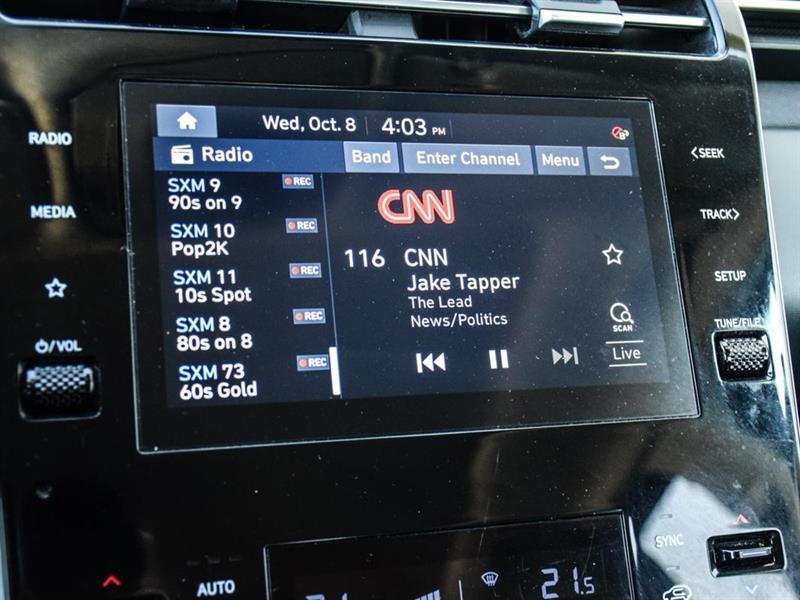 Wed, Oct. 8 4:03 PM
RADIO
MEDIA
/VOL
Radio
Band
Enter Channel
Menu
SXM 9 REC
90s on 9
SXM 10 REC
Pop2K
SXM 11 REC
10s Spot
SXM 8 REC
80s on 8
SXM 73 REC
60s Gold
CNN
116 CNN
Jake Tapper
The Lead
News/Politics
SCAN
Live
<SEEK
TRACK>
SETUP
TUNE/FILE
AUTO
21.5
SYNC